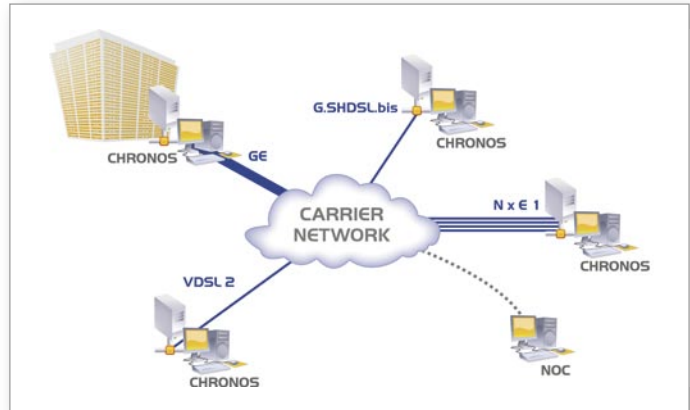 G.SHDSL.bis
CHRONOS
CHRONOS
GE
N x E 1
CARRIER
NETWORK
CHRONOS
VDSL 2
CHRONOS
NOC